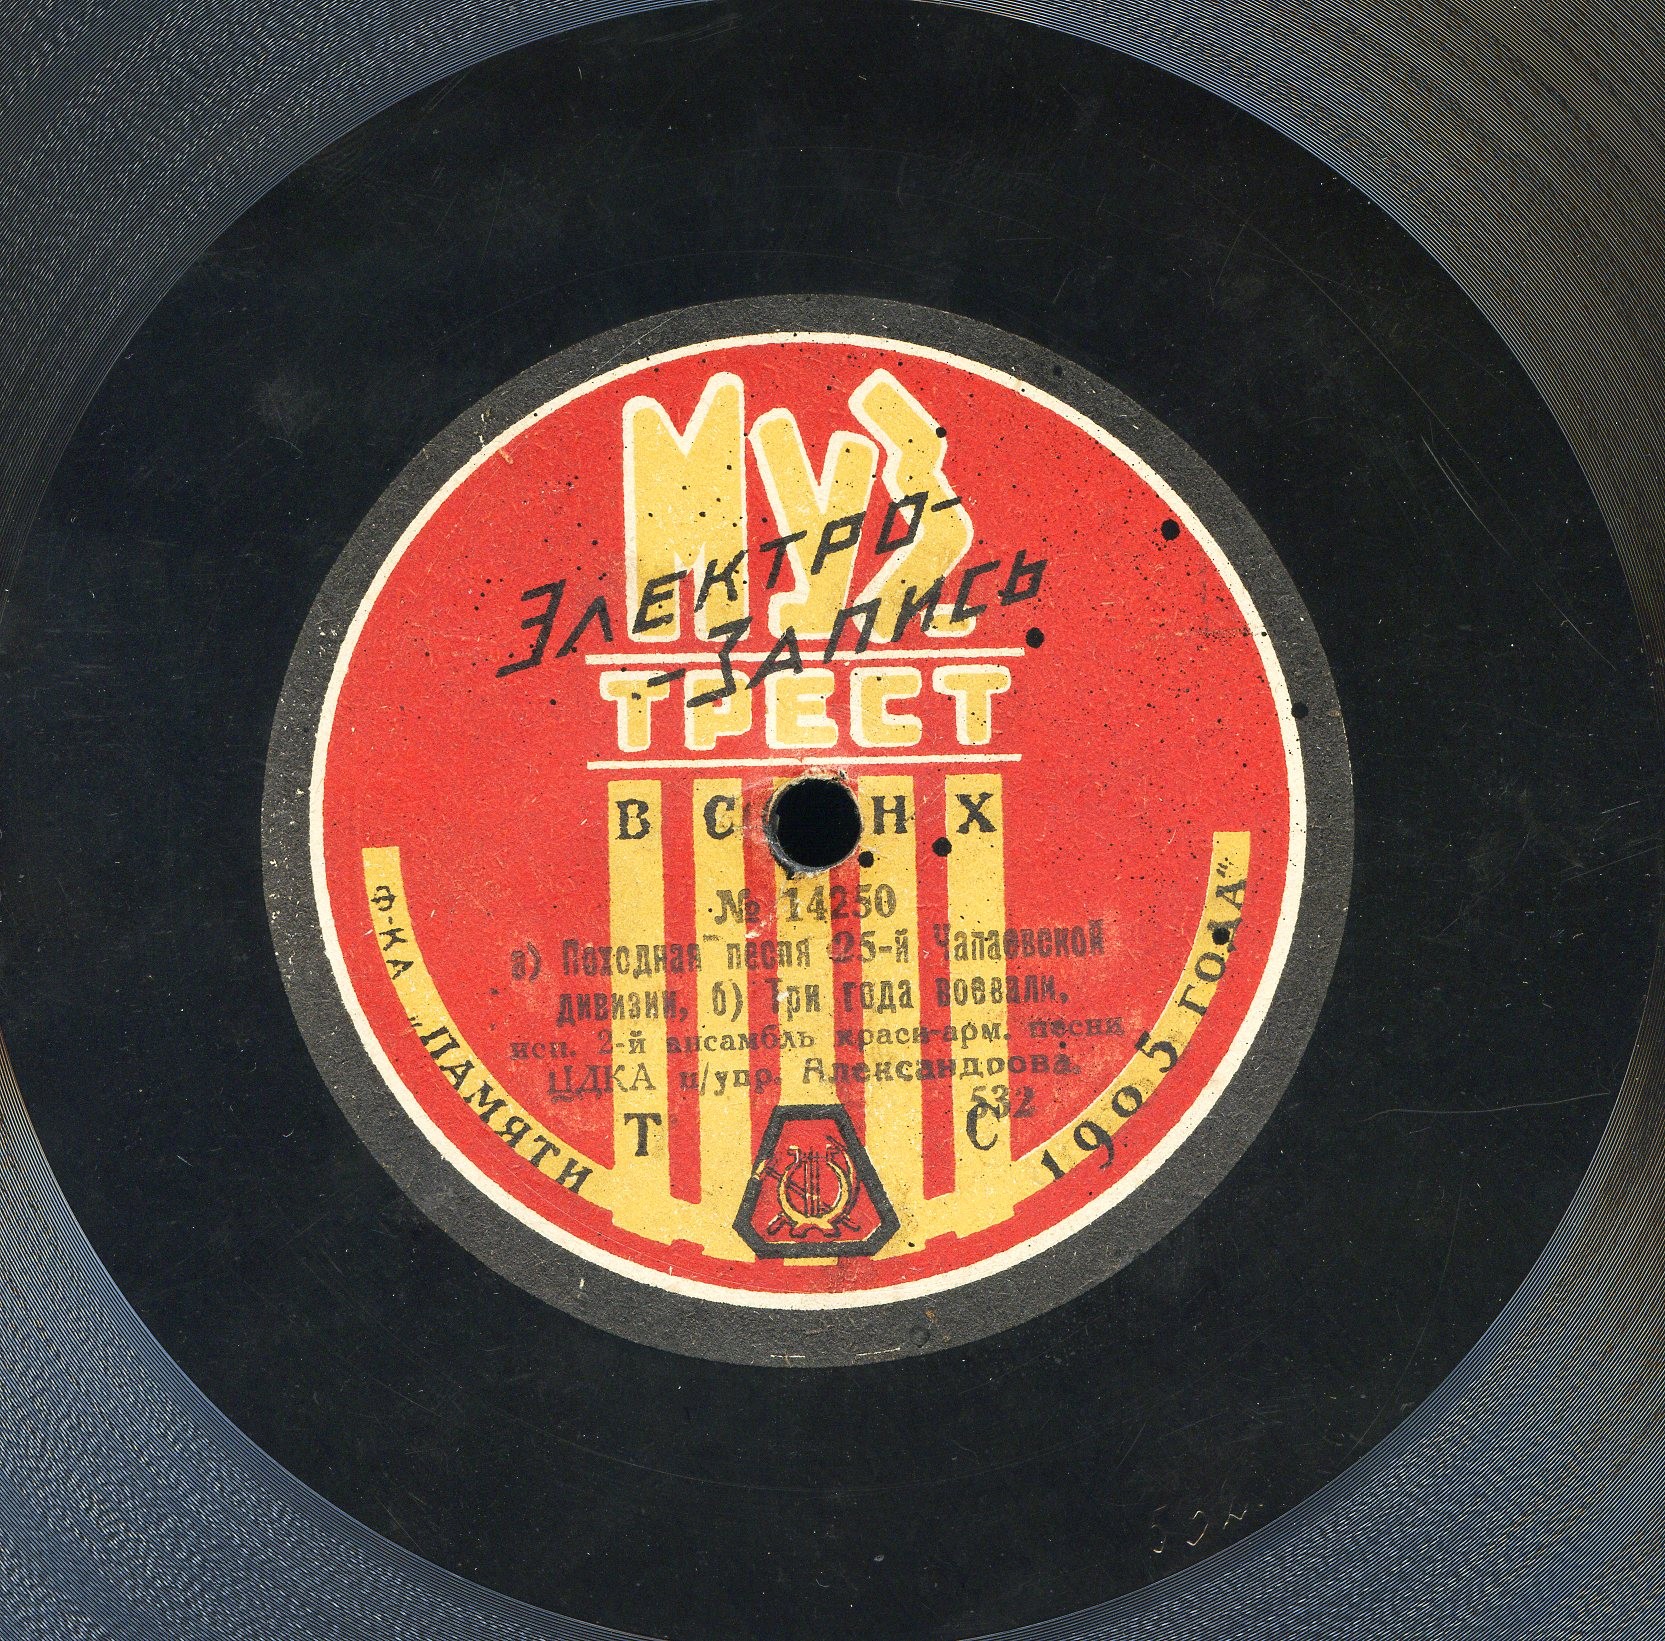 Муз
ЭЛЕКТРО-
-ЗАПИСЬ
ТРЕСТ
В С Н Х
№ 14250
а) Походная песня 25-й Чапаевской
дивизии, б) Три года воевали.
исп. 2-й ансамбль красн-арм. песни
ЦДКА п/упр. Александрова.
532
Т С
Ф-КА „ПАМЯТИ 1905 ГОДА"
532